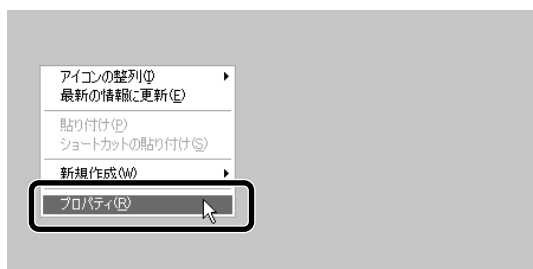 アイコンの整列(I)
最新の情報に更新(E)
貼り付け(P)
ショートカットの貼り付け(S)
新規作成(W)
プロパティ(R)